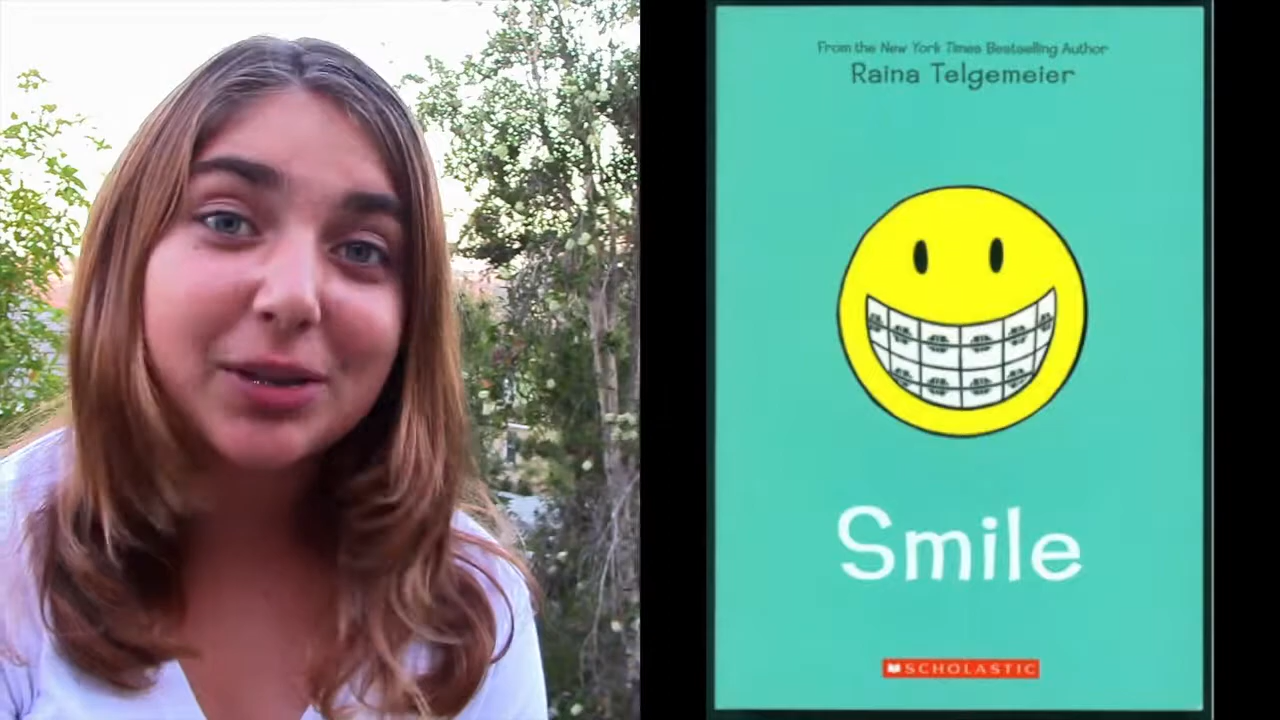 From the New York Times Bestselling Author
Raina Telgemeier
Smile
SCHOLASTIC